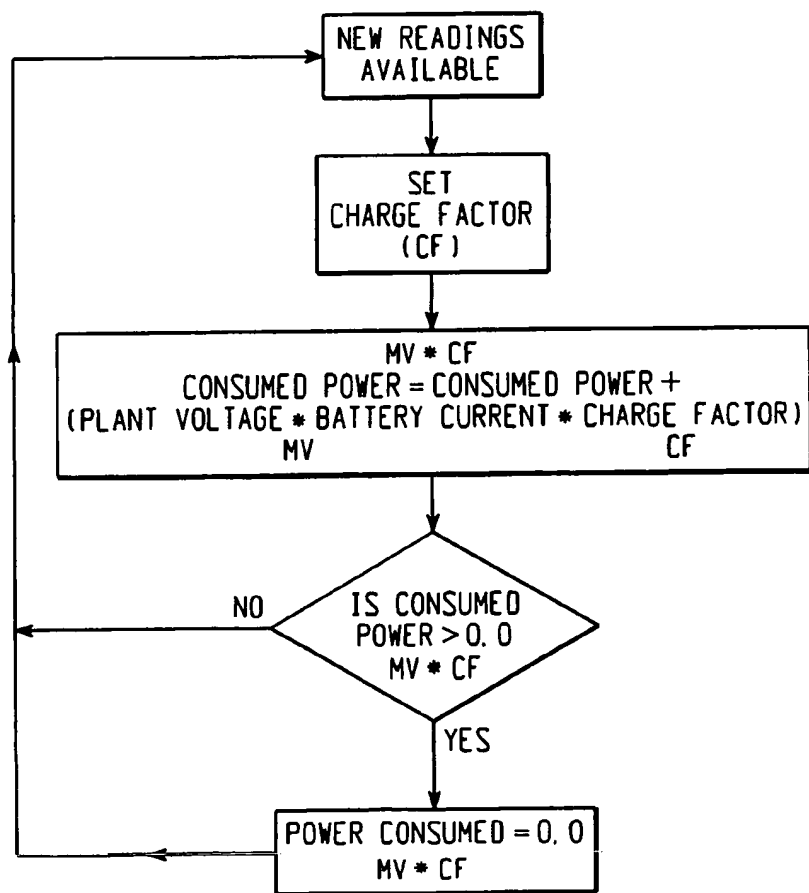 NEW READINGS
AVAILABLE
SET
CHARGE FACTOR
(CF)
MV * CF
CONSUMED POWER = CONSUMED POWER +
(PLANT VOLTAGE * BATTERY CURRENT * CHARGE FACTOR)
MV CF
NO
IS CONSUMED
POWER > 0.0
MV * CF
YES
POWER CONSUMED = 0.0
MV * CF